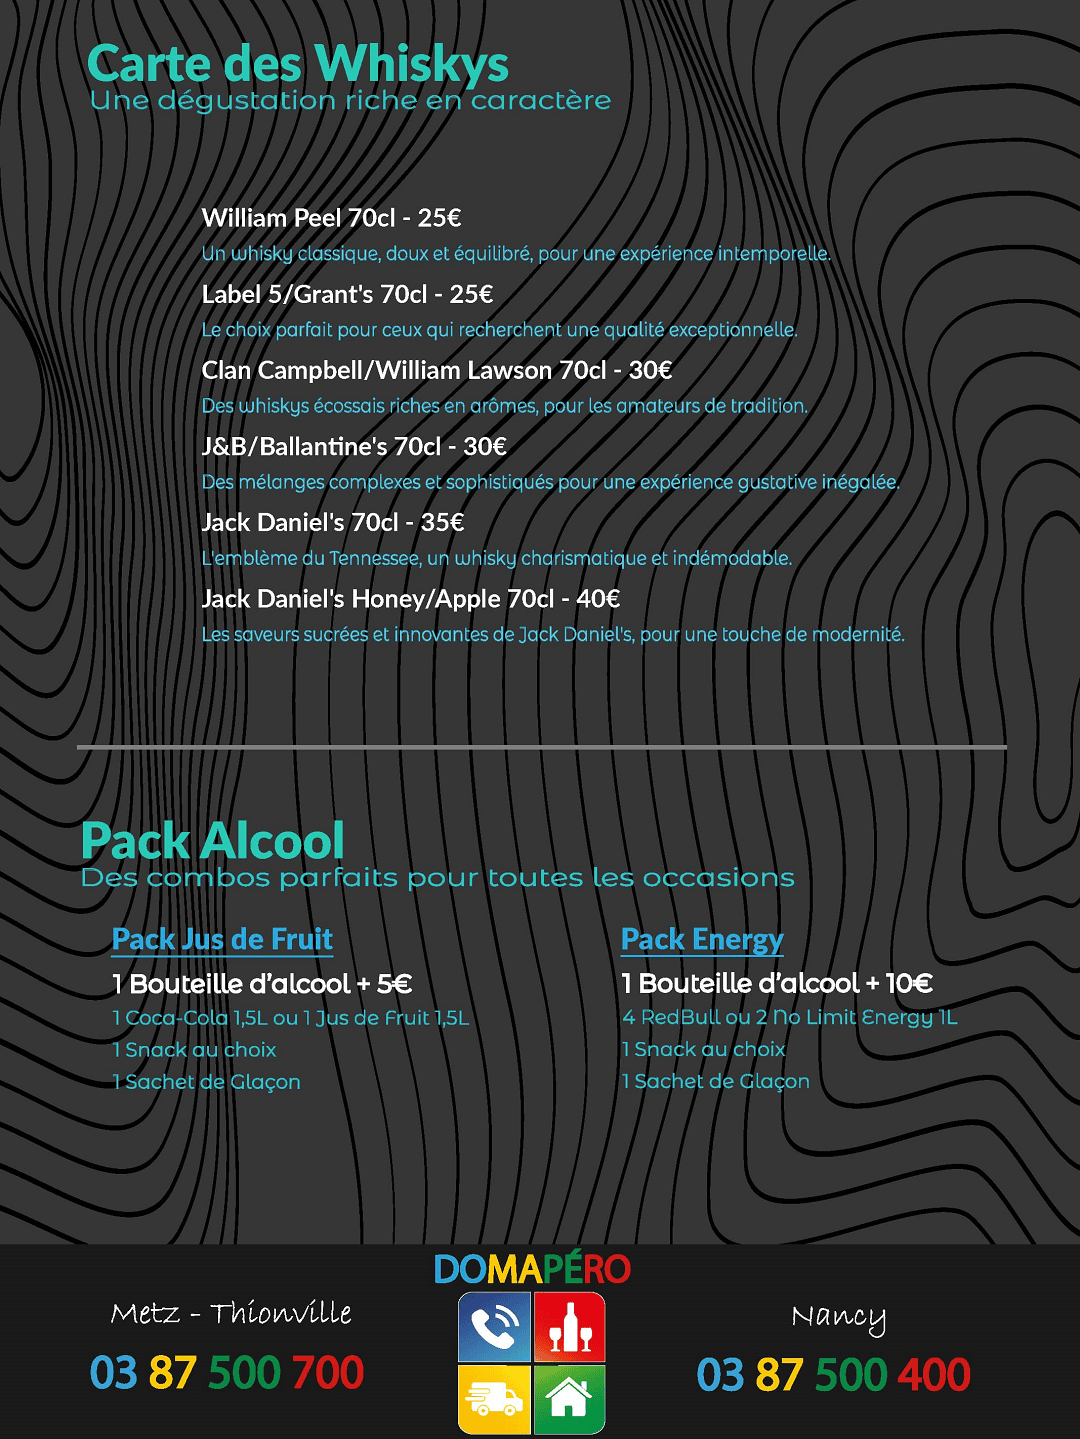 Carte des Whiskys
Une dégustation riche en caractère
William Peel 70cl - 25€
Un whisky classique, doux et équilibré, pour une expérience intemporelle.
Label 5/Grant's 70cl - 25€
Le choix parfait pour ceux qui recherchent une qualité exceptionnelle.
Clan Campbell/William Lawson 70cl - 30€
Des whiskys écossais riches en arômes, pour les amateurs de tradition.
J&B/Ballantine's 70cl - 30€
Des mélanges complexes et sophistiqués pour une expérience gustative inégalée.
Jack Daniel's 70cl - 35€
L'emblème du Tennessee, un whisky charismatique et indémodable.
Jack Daniel's Honey/Apple 70cl - 40€
Les saveurs sucrées et innovantes de Jack Daniel's, pour une touche de modernité.
Pack Alcool
Des combos parfaits pour toutes les occasions
Pack Jus de Fruit
1 Bouteille d’alcool + 5€
1 Coca-Cola 1,5L ou 1 Jus de Fruit 1,5L
1 Snack au choix
1 Sachet de Glaçon
Pack Energy
1 Bouteille d’alcool + 10€
4 RedBull ou 2 No Limit Energy 1L
1 Snack au choix
1 Sachet de Glaçon
DOMAPÉRO
Metz - Thionville
03 87 500 700
Nancy
03 87 500 400